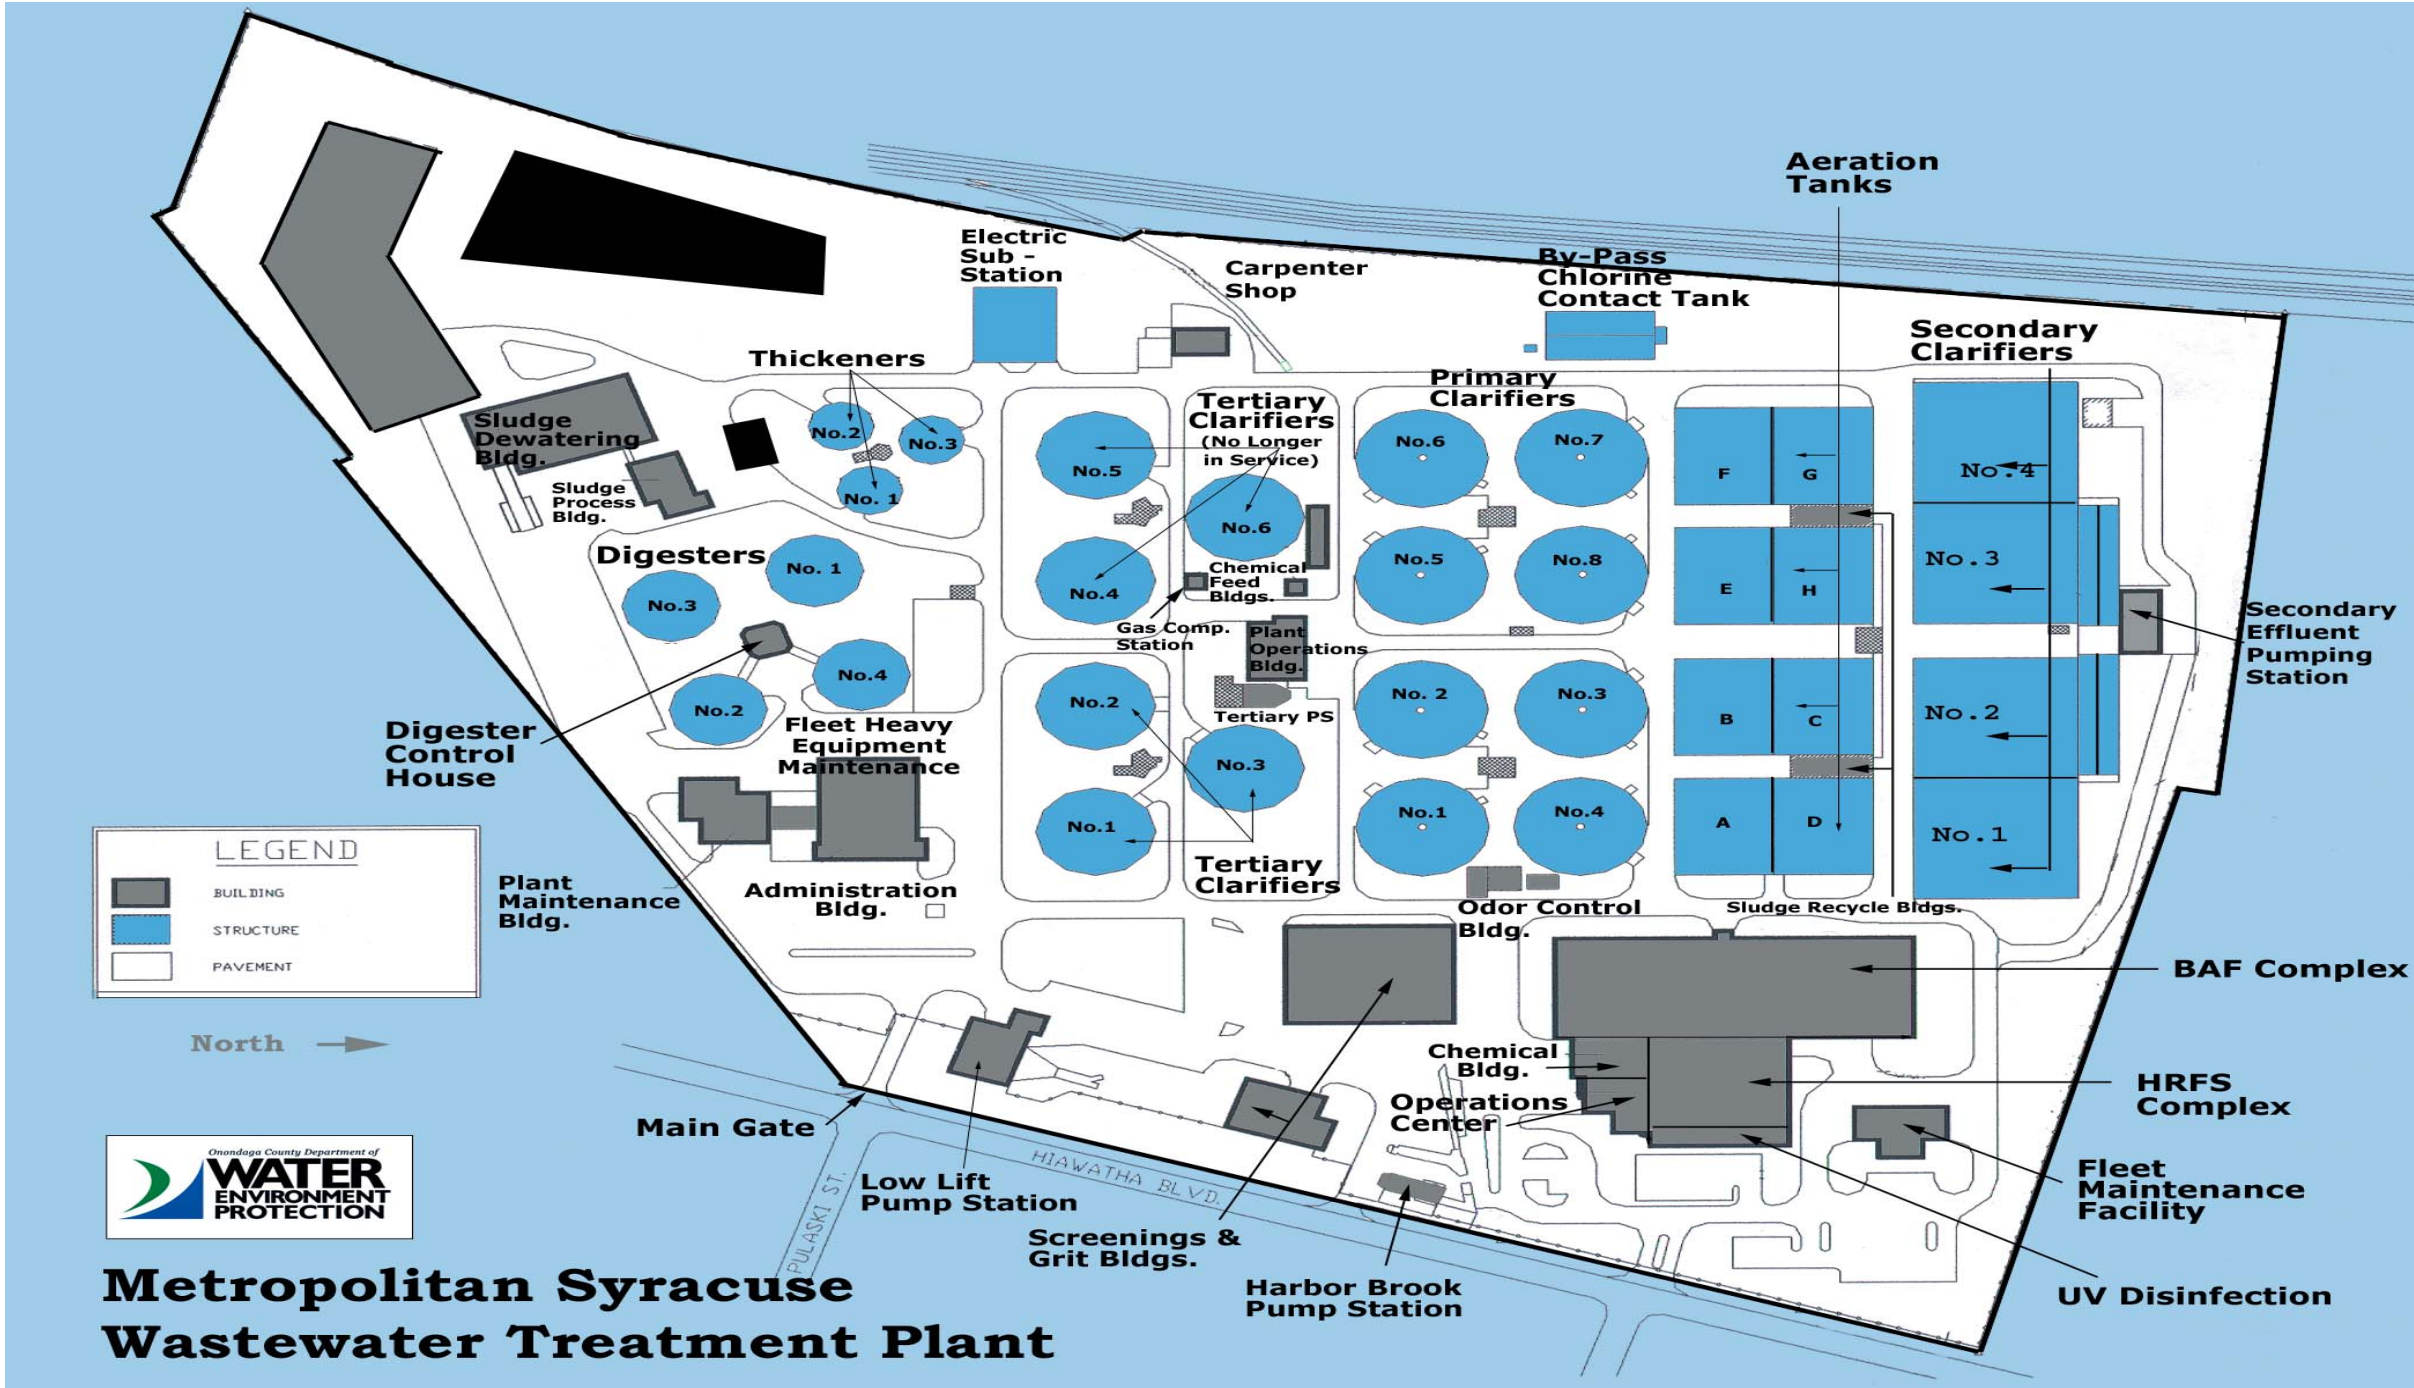 Aeration
Tanks
Electric
Sub -
Station
Carpenter
Shop
By-Pass
Chlorine
Contact Tank
Secondary
Clarifiers
Thickeners
Primary
Clarifiers
Tertiary
Clarifiers
(No Longer
in Service)
No.2
No.3
No. 1
No.5
No.6
No.4
No.6
No.7
No.5
No.8
F
G
E
H
No.4
No.3
Sludge
Dewatering
Bldg.
Sludge
Process
Bldg.
Digesters
No. 1
No.3
No.4
No.2
Chemical
Feed
Bldgs.
Gas Comp.
Station
Plant
Operations
Bldg.
Tertiary PS
Secondary
Effluent
Pumping
Station
Digester
Control
House
Fleet Heavy
Equipment
Maintenance
No.2
No.3
No.1
No. 2
No.3
No.1
No.4
B
C
A
D
No.2
No.1
Tertiary
Clarifiers
Plant
Maintenance
Bldg.
Administration
Bldg.
Odor Control
Bldg.
Sludge Recycle Bldgs.
LEGEND
BUILDING
STRUCTURE
PAVEMENT
North
BAF Complex
Chemical
Bldg.
Operations
Center
HRFS
Complex
Main Gate
Low Lift
Pump Station
HIAWATHA BLVD.
PULASKI ST.
Screenings &
Grit Bldgs.
Harbor Brook
Pump Station
Fleet
Maintenance
Facility
UV Disinfection
Onondaga County Department of
WATER
ENVIRONMENT
PROTECTION
Metropolitan Syracuse
Wastewater Treatment Plant